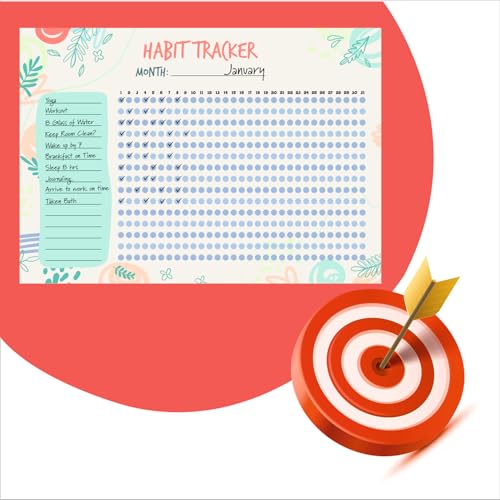 HABIT TRACKER
MONTH: January
1 2 3 4 5 6 7 8 9 10 11 12 13 14 15 16 17 18 19 20 21 22 23 24 25 26 27 28 29 30 31
Yoga
Workout
8 Glass of Water
Keep Room Clean?
Wake up by 7
Breakfast on Time
Sleep 8 hrs
Journaling
Arrive to work on time
Taken Bath